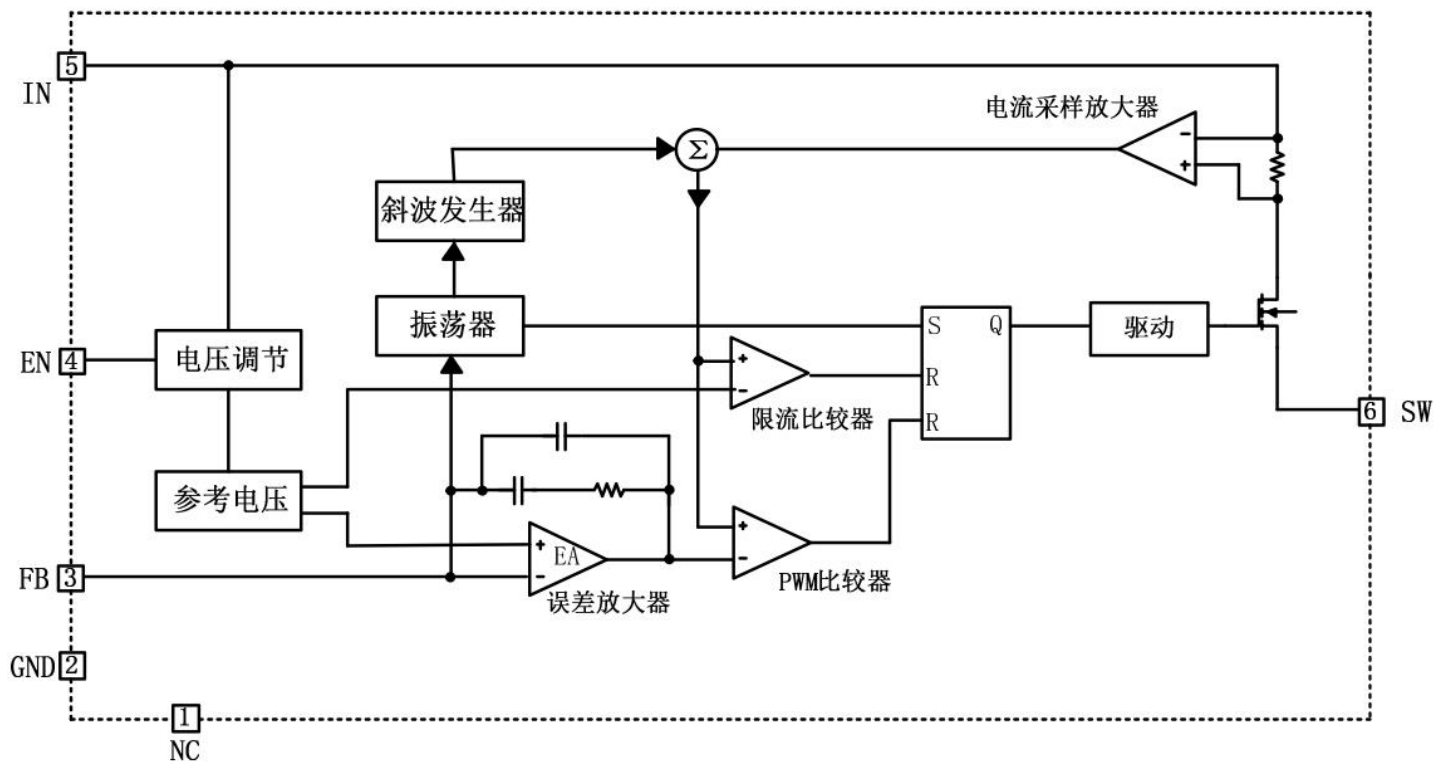 5
IN
电流采样放大器
-
+
Σ
斜波发生器
振荡器
S
Q
驱动
EN
4
电压调节
+
-
R
限流比较器
R
6
SW
参考电压
+
EA
-
误差放大器
+
-
PWM比较器
FB
3
GND
2
1
NC